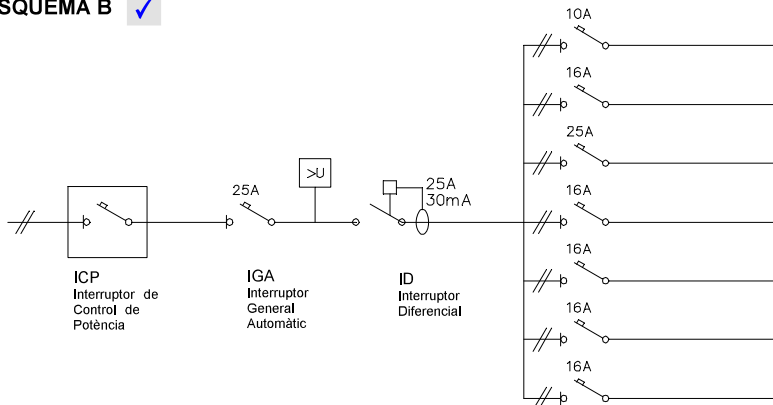 SQUEMA B ✓
10A
16A
25A
16A
16A
16A
16A
25A
>U
25A
30mA
ICP
Interruptor de
Control de
Potència
IGA
Interruptor
General
Automàtic
ID
Interruptor
Diferencial